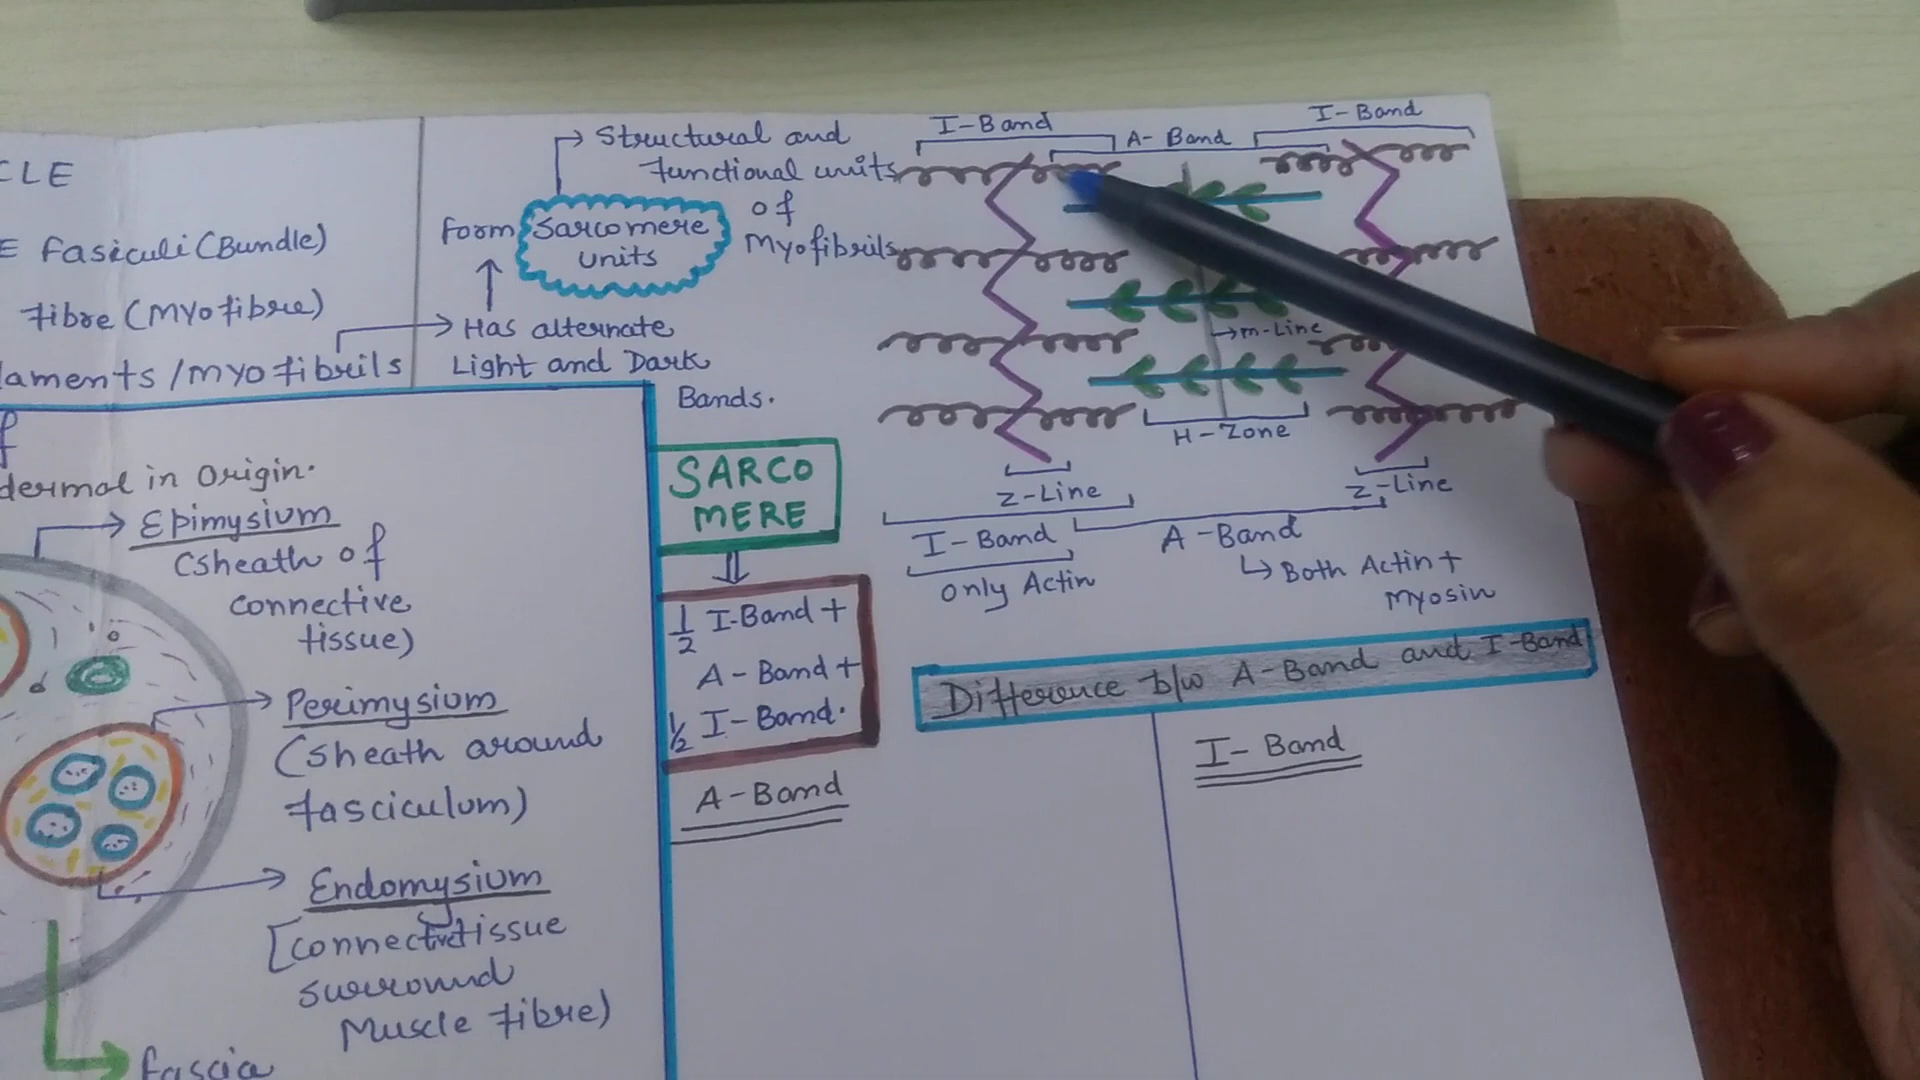 CLE
E Fasiculi (Bundle)
fibre (Myofibre)
laments / myofibrils
Structural and
functional units
of
Myofibrils
Form
Sarcomere
units
Has alternate
Light and Dark
Bands.
I-Band
A-Band
I-Band
m-Line
H-Zone
Z-Line
Z-Line
I-Band
only Actin
A-Band
Both Actin +
Myosin
f
dermal in Origin.
Epimysium
(sheath of
connective
tissue)
Perimysium
(sheath around
fasciculum)
Endomysium
[connective tissue
surround
Muscle fibre)
fascia
SARCO
MERE
1/2 I-Band +
A-Band +
1/2 I-Band.
Difference b/w A-Band and I-Band
A-Band
I-Band